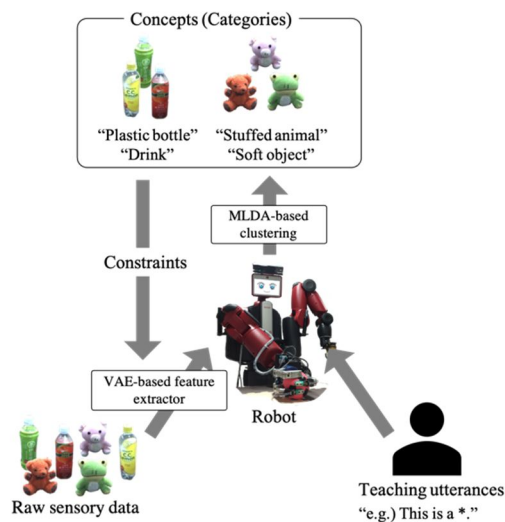 Concepts (Categories)
“Plastic bottle”
“Drink”
“Stuffed animal”
“Soft object”
MLDA-based
clustering
Constraints
VAE-based feature
extractor
Robot
Raw sensory data
Teaching utterances
“e.g.) This is a *.”